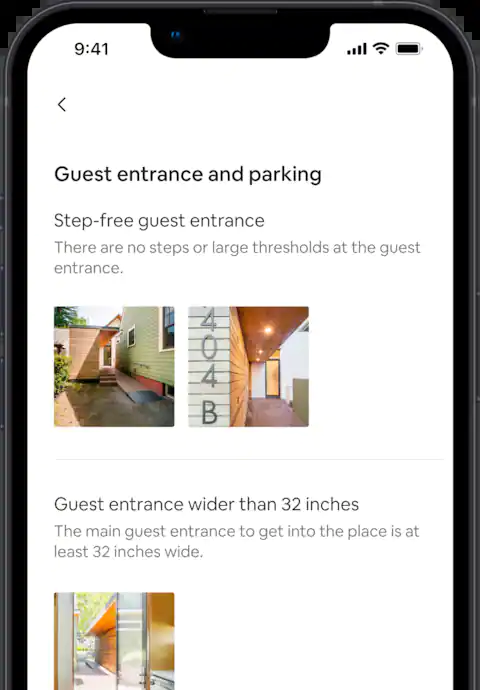 9:41
Guest entrance and parking
Step-free guest entrance
There are no steps or large thresholds at the guest
entrance.
404
B
Guest entrance wider than 32 inches
The main guest entrance to get into the place is at
least 32 inches wide.